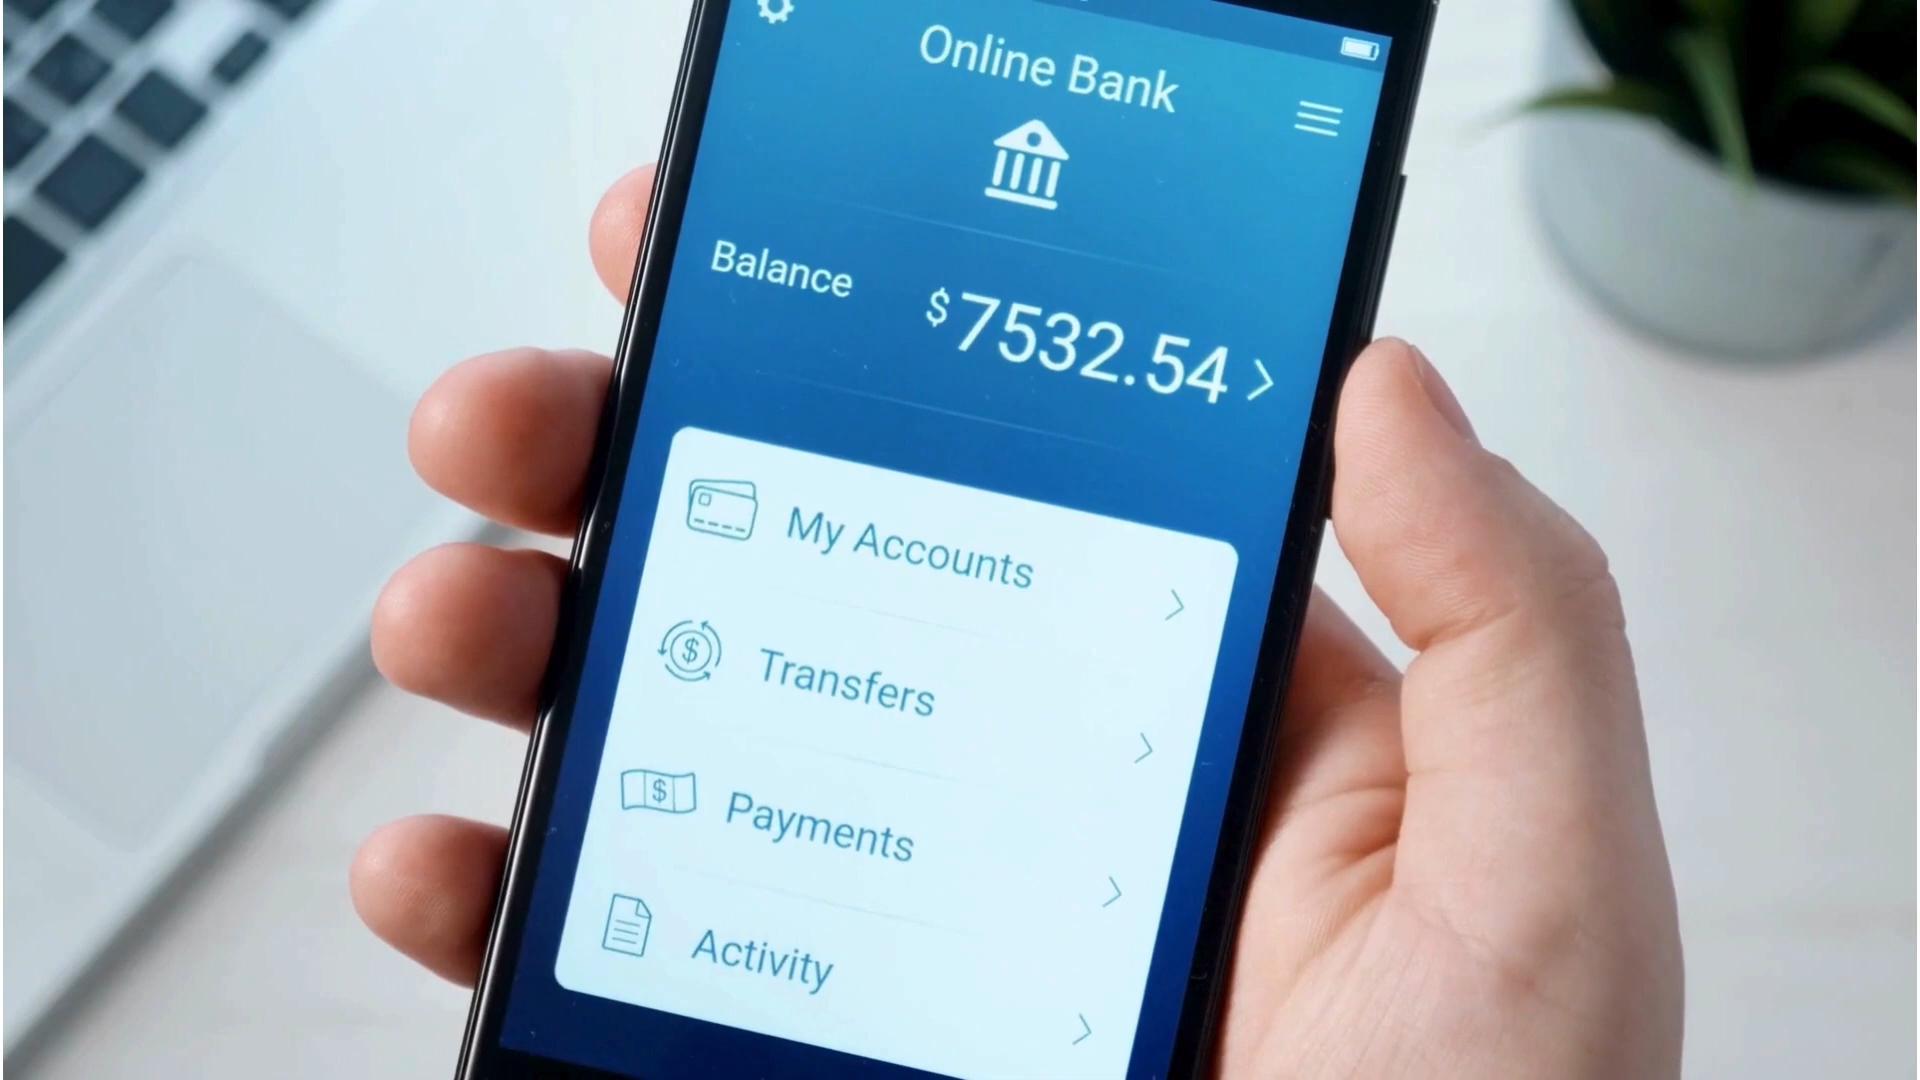 Online Bank
Balance $7532.54
My Accounts
Transfers
Payments
Activity